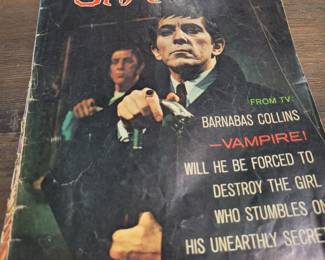 FROM TV:
BARNABAS COLLINS
—VAMPIRE!
WILL HE BE FORCED TO
DESTROY THE GIRL
WHO STUMBLES ON
HIS UNEARTHLY SECRET